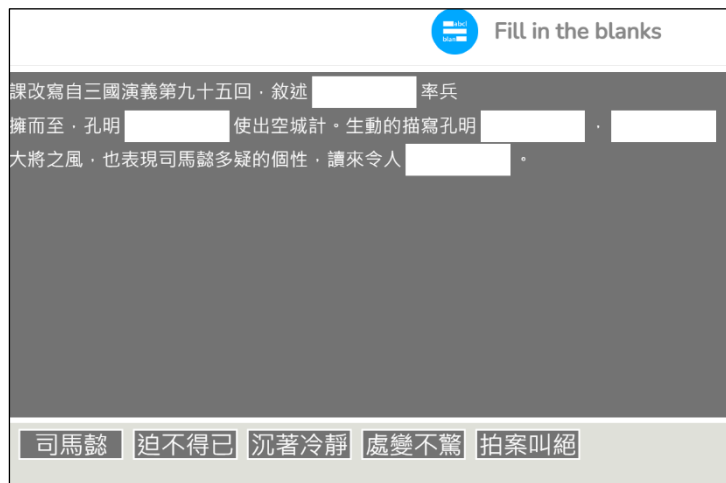 abcl
blan
Fill in the blanks
課改寫自三國演義第九十五回，敘述 率兵
擁而至，孔明 使出空城計。生動的描寫孔明 ， 
大將之風，也表現司馬懿多疑的個性，讀來令人 。
司馬懿 迫不得已 沉著冷靜 處變不驚 拍案叫絕